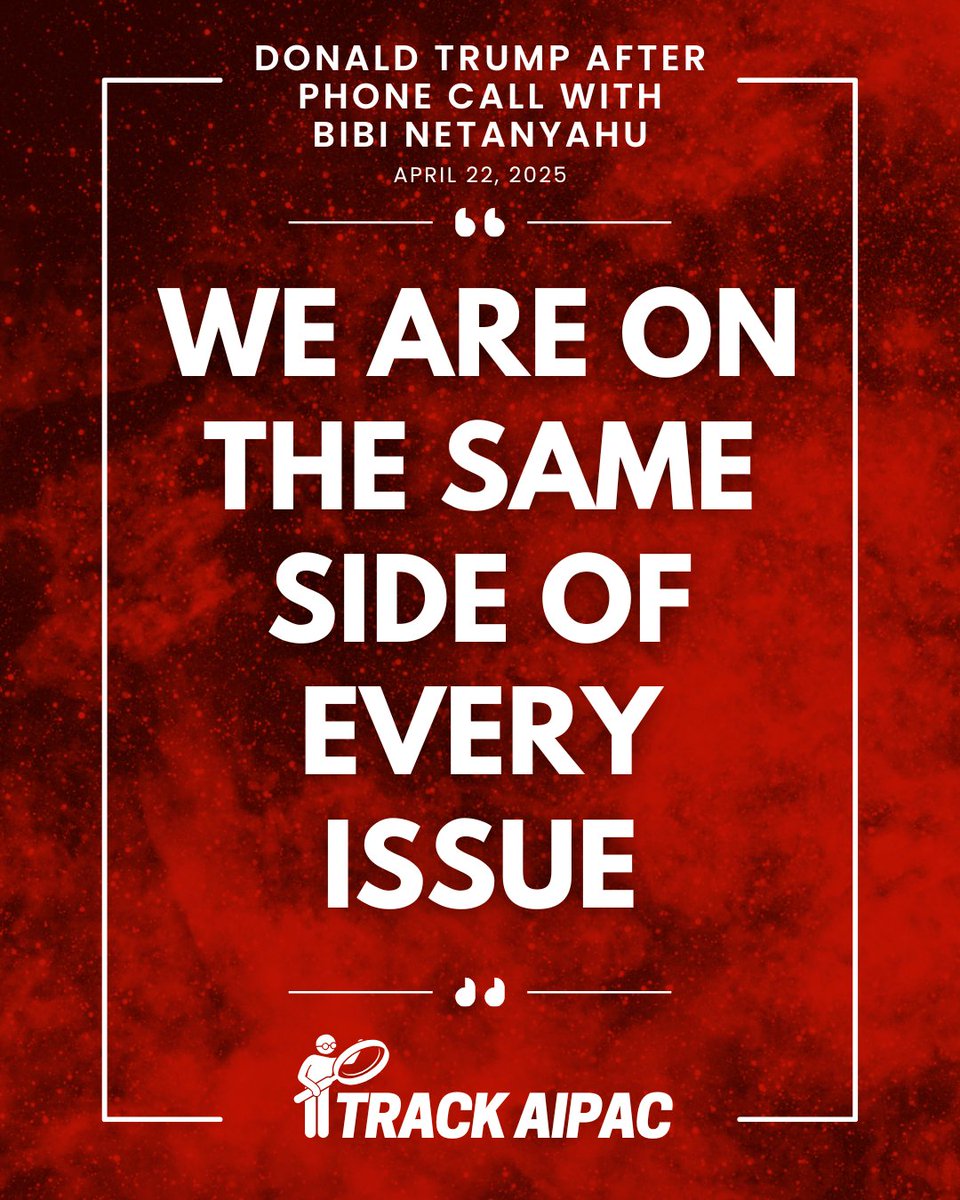 DONALD TRUMP AFTER
PHONE CALL WITH
BIBI NETANYAHU
APRIL 22, 2025
“
WE ARE ON
THE SAME
SIDE OF
EVERY
ISSUE
”
TRACK AIPAC